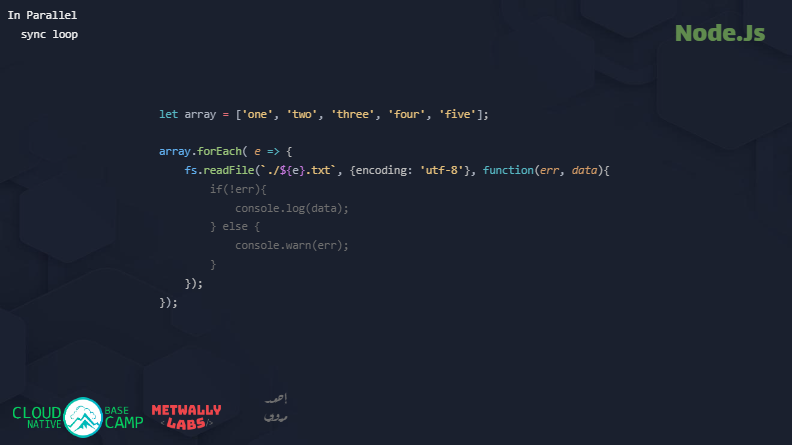 In Parallel
sync loop
Node.Js
let array = ['one', 'two', 'three', 'four', 'five'];
array.forEach( e => {
fs.readFile(`./${e}.txt`, {encoding: 'utf-8'}, function(err, data){
if(!err){
console.log(data);
} else {
console.warn(err);
}
});
});
CLOUD NATIVE
BASE CAMP
METWALLY
<LABS/>
أحمد